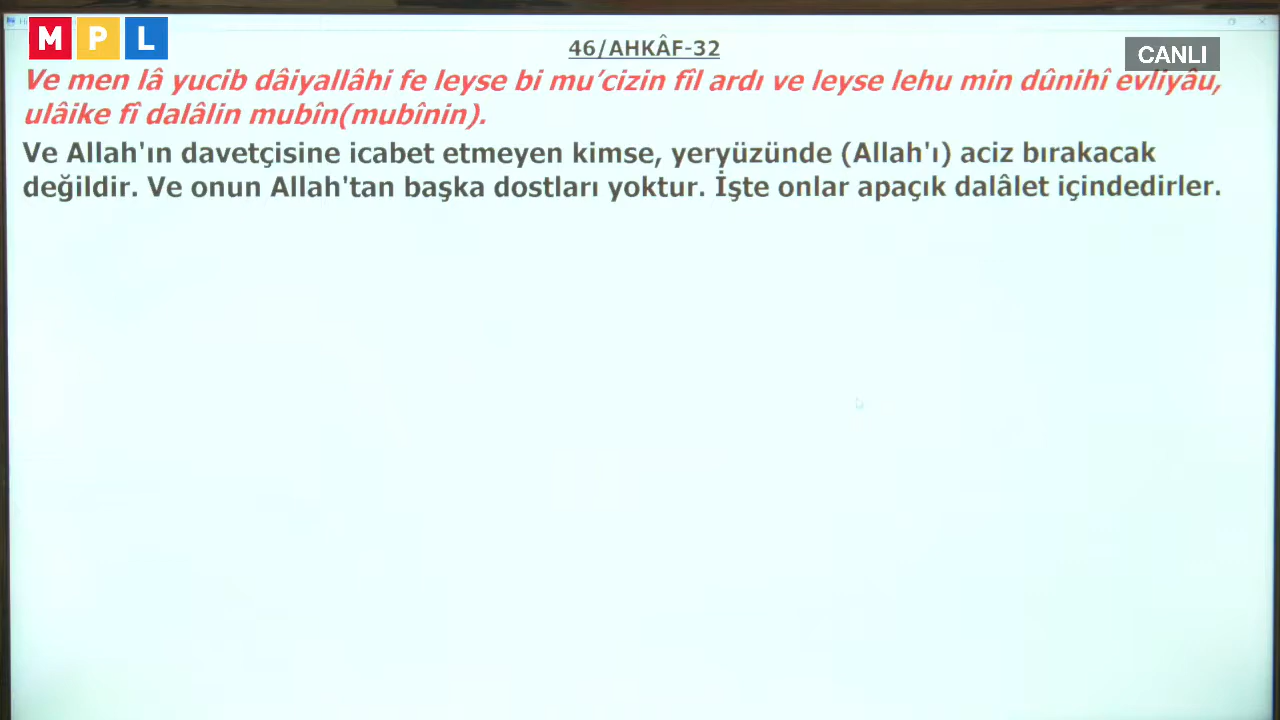 MPL
46/AHKÂF-32
CANLI
Ve men lâ yucib dâiyallâhi fe leyse bi mu’cizin fîl ardı ve leyse lehu min dûnihî evliyâu,
ulâike fî dalâlin mubîn(mubînin).
Ve Allah'ın davetçisine icabet etmeyen kimse, yeryüzünde (Allah'ı) aciz bırakacak
değildir. Ve onun Allah'tan başka dostları yoktur. İşte onlar apaçık dalâlet içindedirler.